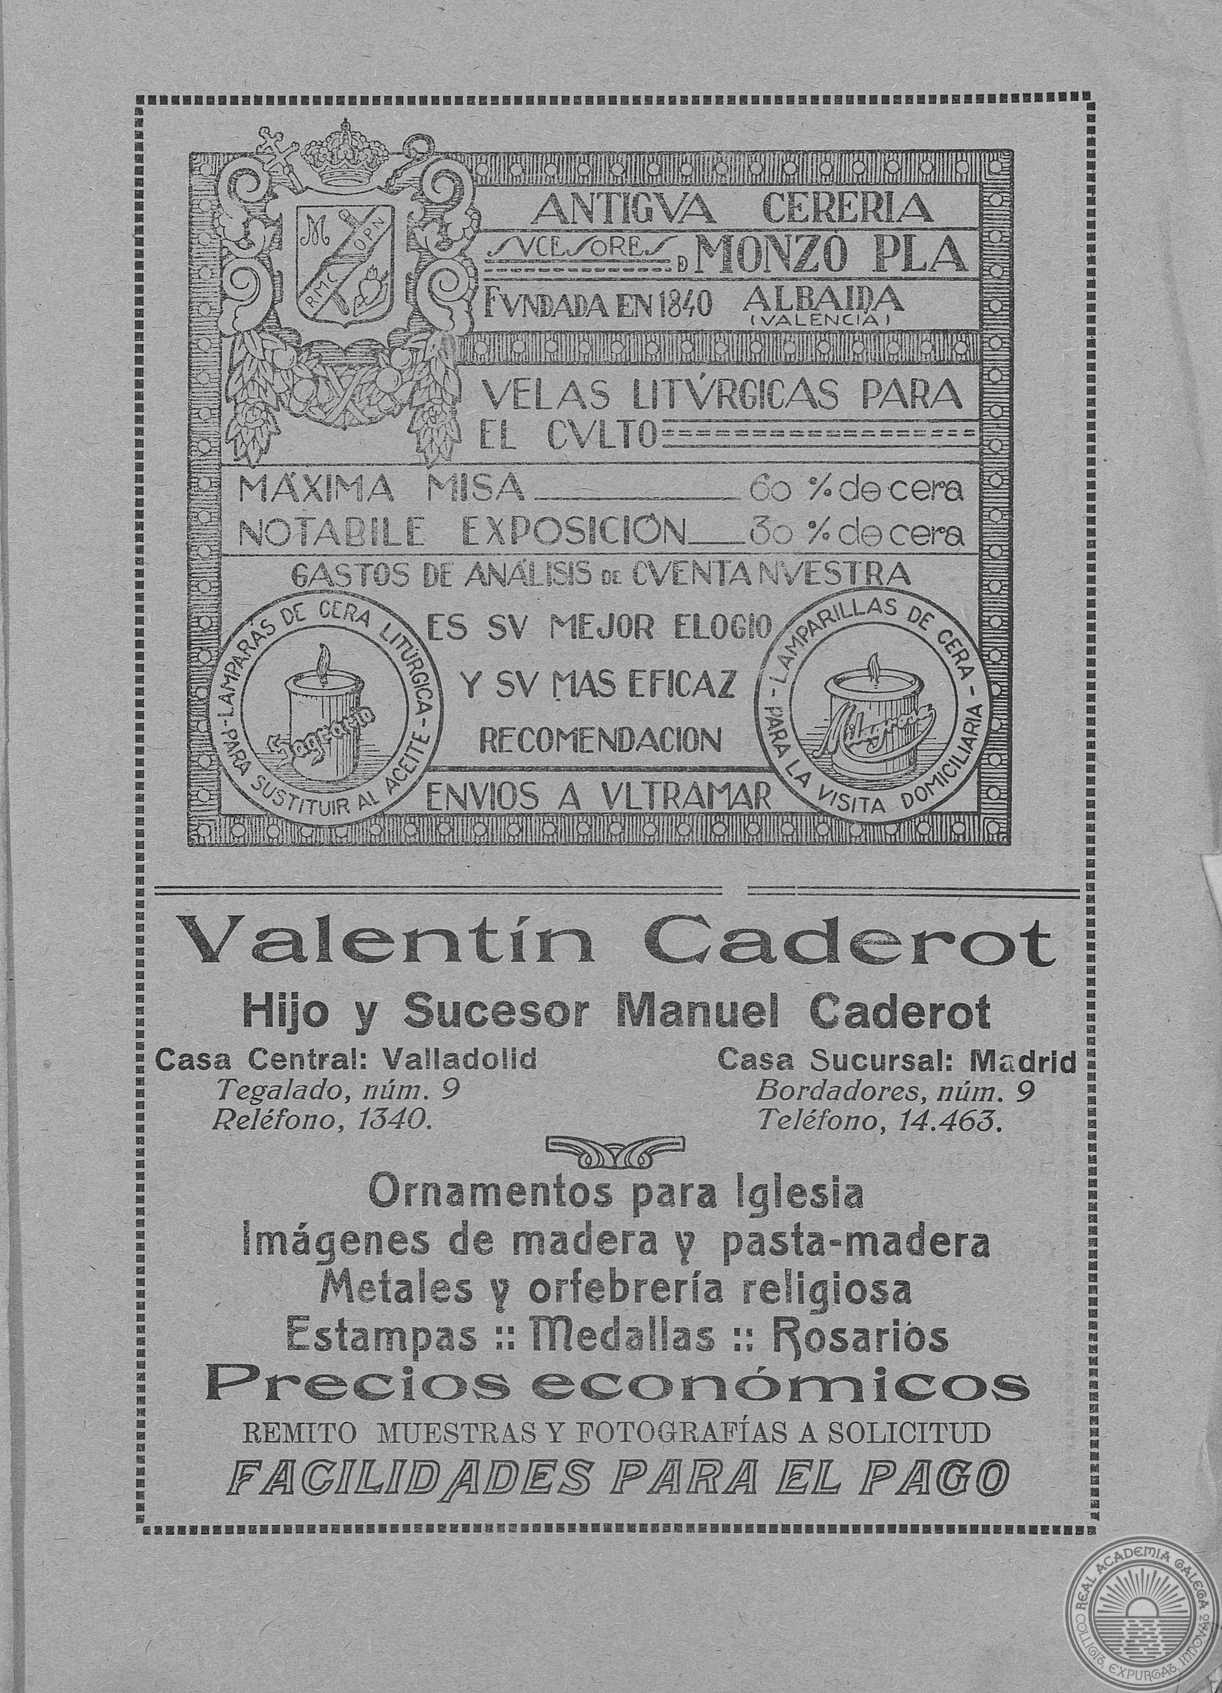 M
OPN
RMC
ANTIGVA CERERIA
SVCESORES D MONZÓ PLA
FVNDADA EN 1840 ALBAIDA
(VALENCIA)
VELAS LITVRGICAS PARA
EL CVLTO
MÁXIMA MISA 60 % de cera
NOTABILE EXPOSICIÓN 30 % de cera
GASTOS DE ANÁLISIS DE CVENTA NVESTRA
ES SV MEJOR ELOGIO
Y SV MAS EFICAZ
RECOMENDACION
ENVIOS A VLTRAMAR
-LAMPARAS DE CERA LITURGICA-
PARA SUSTITUIR AL ACEITE
Sagrario
-LAMPARILLAS DE CERA-
PARA LA VISITA DOMICILIARIA
Milagrosa
Valentín Caderot
Hijo y Sucesor Manuel Caderot
Casa Central: Valladolid
Tegalado, núm. 9
Reléfono, 1340.
Casa Sucursal: Madrid
Bordadores, núm. 9
Teléfono, 14.463.
Ornamentos para Iglesia
Imágenes de madera y pasta-madera
Metales y orfebrería religiosa
Estampas :: Medallas :: Rosarios
Precios económicos
REMITO MUESTRAS Y FOTOGRAFÍAS A SOLICITUD
FACILIDADES PARA EL PAGO
REAL ACADEMIA GALEGA
COLLIGIT, EXPURGAT, INNOVAT